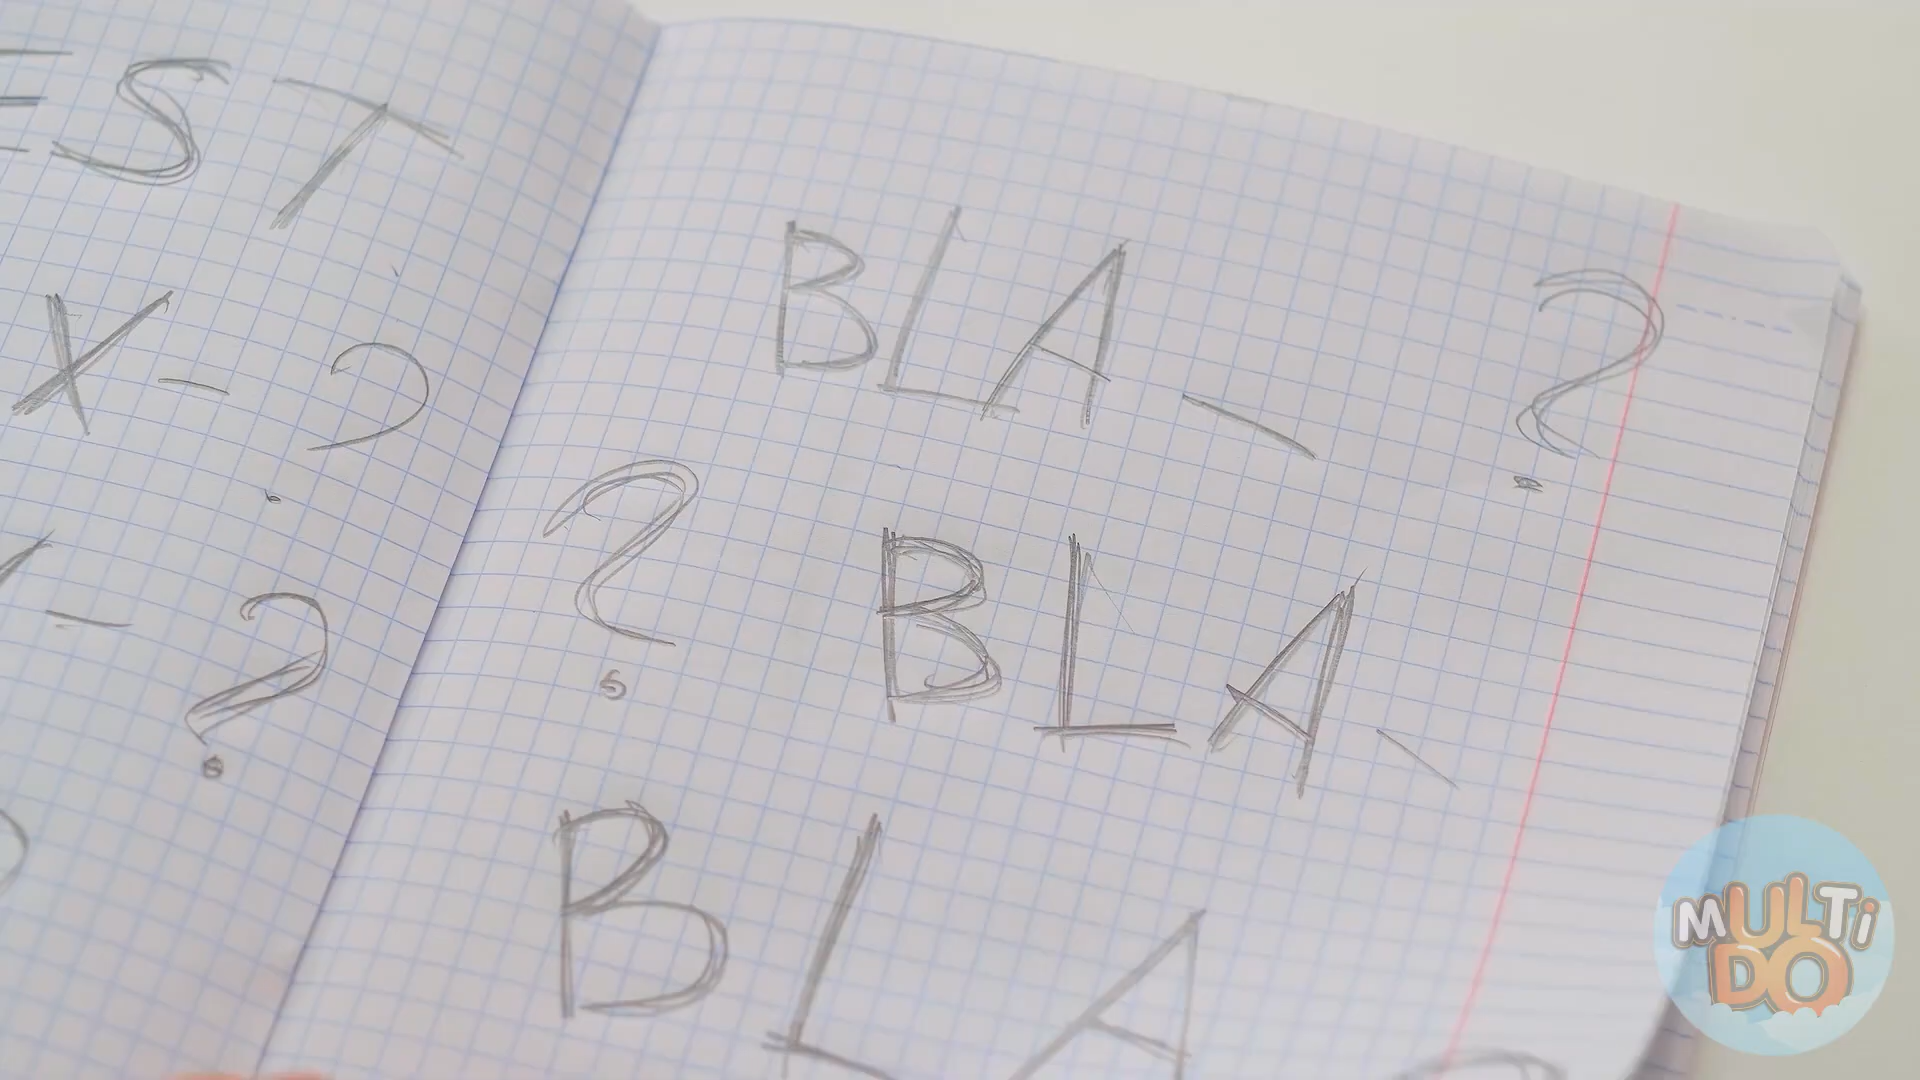 EST
X - ?
- ?
BLA - ?
? BLA -
BLA
MULTi
DO